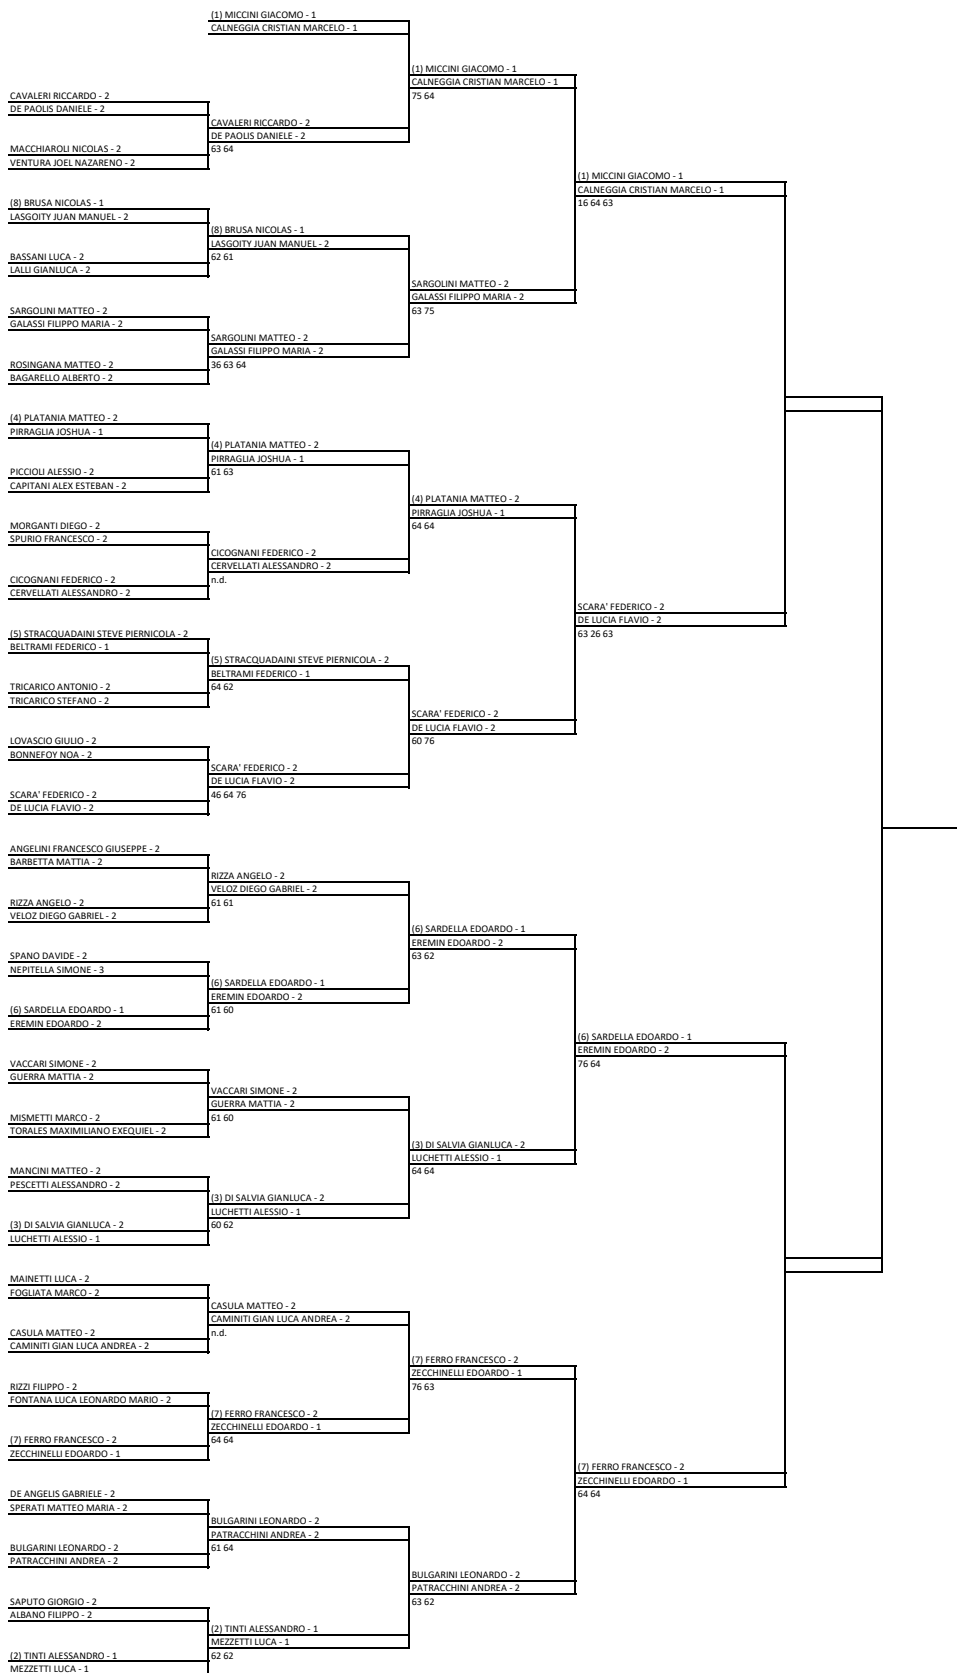 (1) MICCINI GIACOMO - 1
CALNEGGIA CRISTIAN MARCELO - 1
(1) MICCINI GIACOMO - 1
CALNEGGIA CRISTIAN MARCELO - 1
75 64
CAVALERI RICCARDO - 2
DE PAOLIS DANIELE - 2
CAVALERI RICCARDO - 2
DE PAOLIS DANIELE - 2
63 64
MACCHIAROLI NICOLAS - 2
VENTURA JOEL NAZARENO - 2
(1) MICCINI GIACOMO - 1
CALNEGGIA CRISTIAN MARCELO - 1
16 64 63
(8) BRUSA NICOLAS - 1
LASGOITY JUAN MANUEL - 2
(8) BRUSA NICOLAS - 1
LASGOITY JUAN MANUEL - 2
62 61
BASSANI LUCA - 2
LALLI GIANLUCA - 2
SARGOLINI MATTEO - 2
GALASSI FILIPPO MARIA - 2
63 75
SARGOLINI MATTEO - 2
GALASSI FILIPPO MARIA - 2
SARGOLINI MATTEO - 2
GALASSI FILIPPO MARIA - 2
36 63 64
ROSINGANA MATTEO - 2
BAGARELLO ALBERTO - 2
(4) PLATANIA MATTEO - 2
PIRRAGLIA JOSHUA - 1
(4) PLATANIA MATTEO - 2
PIRRAGLIA JOSHUA - 1
61 63
PICCIOLI ALESSIO - 2
CAPITANI ALEX ESTEBAN - 2
(4) PLATANIA MATTEO - 2
PIRRAGLIA JOSHUA - 1
64 64
MORGANTI DIEGO - 2
SPURIO FRANCESCO - 2
CICOGNANI FEDERICO - 2
CERVELLATI ALESSANDRO - 2
n.d.
CICOGNANI FEDERICO - 2
CERVELLATI ALESSANDRO - 2
SCARA' FEDERICO - 2
DE LUCIA FLAVIO - 2
63 26 63
(5) STRACQUADAINI STEVE PIERNICOLA - 2
BELTRAMI FEDERICO - 1
(5) STRACQUADAINI STEVE PIERNICOLA - 2
BELTRAMI FEDERICO - 1
64 62
TRICARICO ANTONIO - 2
TRICARICO STEFANO - 2
SCARA' FEDERICO - 2
DE LUCIA FLAVIO - 2
60 76
LOVASCIO GIULIO - 2
BONNEFOY NOA - 2
SCARA' FEDERICO - 2
DE LUCIA FLAVIO - 2
46 64 76
SCARA' FEDERICO - 2
DE LUCIA FLAVIO - 2
ANGELINI FRANCESCO GIUSEPPE - 2
BARBETTA MATTIA - 2
RIZZA ANGELO - 2
VELOZ DIEGO GABRIEL - 2
61 61
RIZZA ANGELO - 2
VELOZ DIEGO GABRIEL - 2
(6) SARDELLA EDOARDO - 1
EREMIN EDOARDO - 2
63 62
SPANO DAVIDE - 2
NEPITELLA SIMONE - 3
(6) SARDELLA EDOARDO - 1
EREMIN EDOARDO - 2
61 60
(6) SARDELLA EDOARDO - 1
EREMIN EDOARDO - 2
(6) SARDELLA EDOARDO - 1
EREMIN EDOARDO - 2
76 64
VACCARI SIMONE - 2
GUERRA MATTIA - 2
VACCARI SIMONE - 2
GUERRA MATTIA - 2
61 60
MISMETTI MARCO - 2
TORALES MAXIMILIANO EXEQUIEL - 2
(3) DI SALVIA GIANLUCA - 2
LUCHETTI ALESSIO - 1
64 64
MANCINI MATTEO - 2
PESCETTI ALESSANDRO - 2
(3) DI SALVIA GIANLUCA - 2
LUCHETTI ALESSIO - 1
60 62
(3) DI SALVIA GIANLUCA - 2
LUCHETTI ALESSIO - 1
MAINETTI LUCA - 2
FOGLIATA MARCO - 2
CASULA MATTEO - 2
CAMINITI GIAN LUCA ANDREA - 2
n.d.
CASULA MATTEO - 2
CAMINITI GIAN LUCA ANDREA - 2
(7) FERRO FRANCESCO - 2
ZECCHINELLI EDOARDO - 1
76 63
RIZZI FILIPPO - 2
FONTANA LUCA LEONARDO MARIO - 2
(7) FERRO FRANCESCO - 2
ZECCHINELLI EDOARDO - 1
64 64
(7) FERRO FRANCESCO - 2
ZECCHINELLI EDOARDO - 1
(7) FERRO FRANCESCO - 2
ZECCHINELLI EDOARDO - 1
64 64
DE ANGELIS GABRIELE - 2
SPERATI MATTEO MARIA - 2
BULGARINI LEONARDO - 2
PATRACCHINI ANDREA - 2
61 64
BULGARINI LEONARDO - 2
PATRACCHINI ANDREA - 2
BULGARINI LEONARDO - 2
PATRACCHINI ANDREA - 2
63 62
SAPUTO GIORGIO - 2
ALBANO FILIPPO - 2
(2) TINTI ALESSANDRO - 1
MEZZETTI LUCA - 1
62 62
(2) TINTI ALESSANDRO - 1
MEZZETTI LUCA - 1